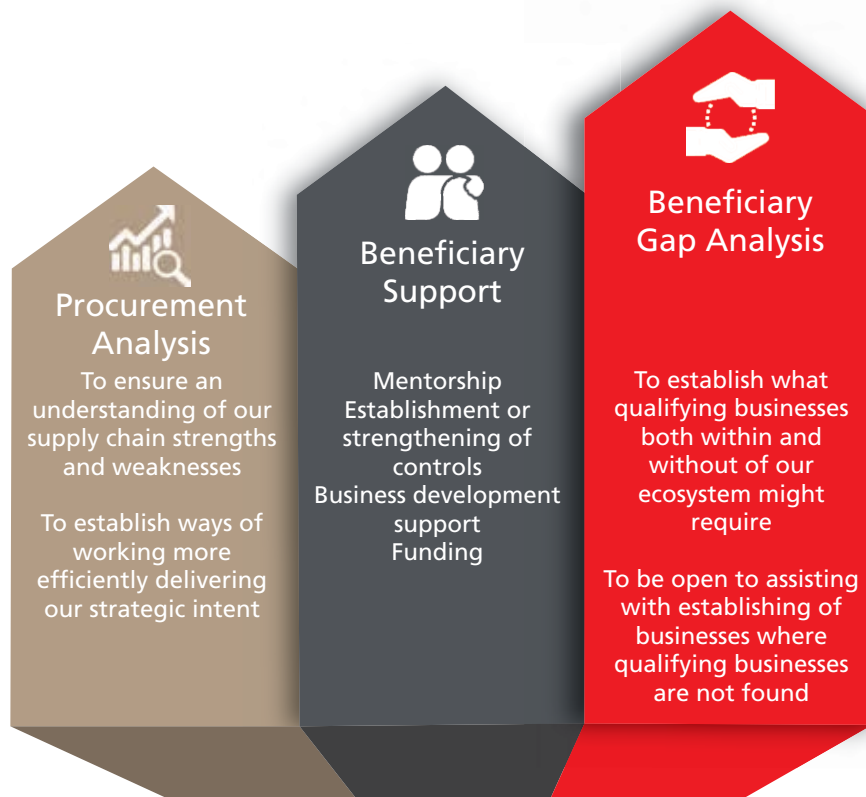 Procurement
Analysis
To ensure an
understanding of our
supply chain strengths
and weaknesses
To establish ways of
working more
efficiently delivering
our strategic intent
Beneficiary
Support
Mentorship
Establishment or
strengthening of
controls
Business development
support
Funding
Beneficiary
Gap Analysis
To establish what
qualifying businesses
both within and
without of our
ecosystem might
require
To be open to assisting
with establishing of
businesses where
qualifying businesses
are not found